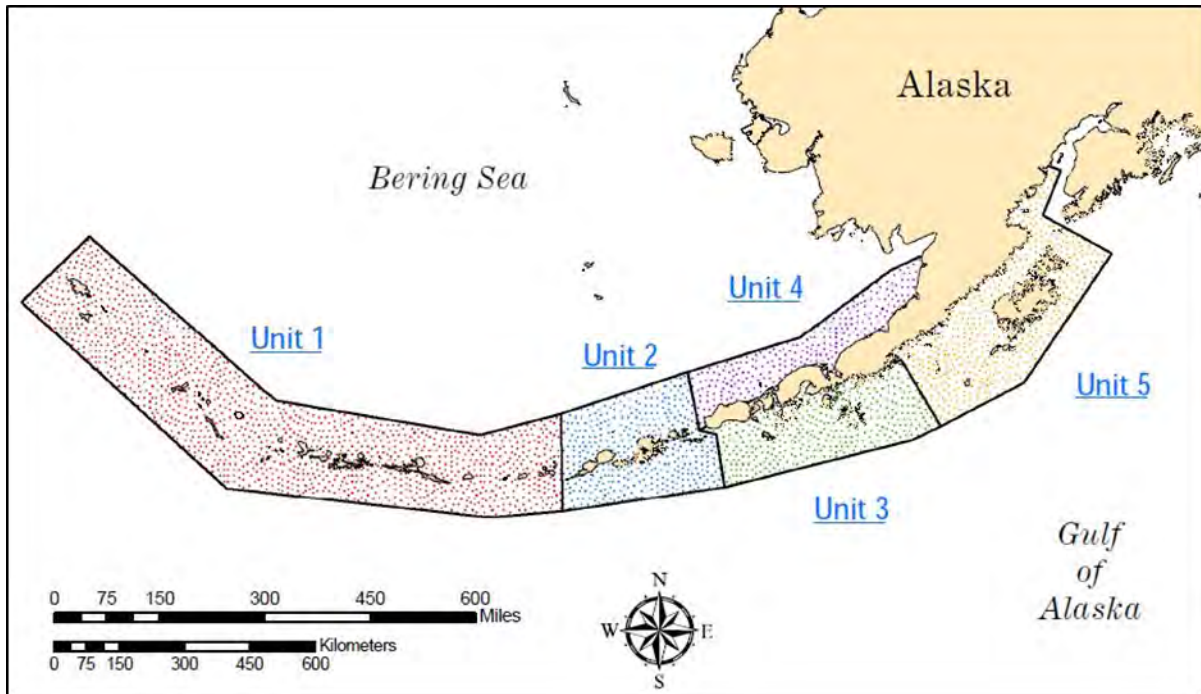 Alaska
Bering Sea
Unit 4
Unit 1
Unit 2
Unit 5
Unit 3
Gulf
of
Alaska
0 75 150 300 450 600
Miles
Kilometers
0 75 150 300 450 600
N
W E
S